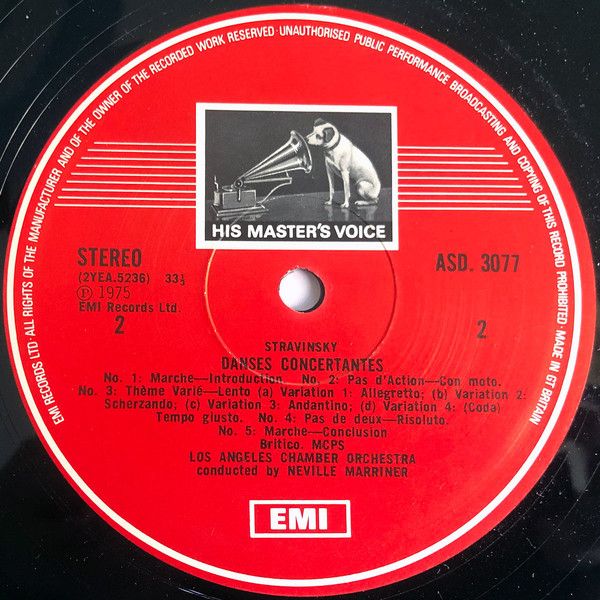 EMI RECORDS LTD · ALL RIGHTS OF THE MANUFACTURER AND OF THE OWNER OF THE RECORDED WORK RESERVED · UNAUTHORISED PUBLIC PERFORMANCE BROADCASTING AND COPYING OF THIS RECORD PROHIBITED · MADE IN GT BRITAIN
HIS MASTER'S VOICE
STEREO
(2YEA.5236) 33⅓
Ⓟ 1975
EMI Records Ltd.
2
ASD. 3077
2
STRAVINSKY
DANSES CONCERTANTES
No. 1: Marche—Introduction. No. 2: Pas d'Action—Con moto.
No. 3: Thème Varié—Lento (a) Variation 1: Allegretto; (b) Variation 2:
Scherzando; (c) Variation 3: Andantino; (d) Variation 4: (Coda)
Tempo giusto. No. 4: Pas de deux—Risoluto.
No. 5: Marche—Conclusion
Britico. MCPS
LOS ANGELES CHAMBER ORCHESTRA
conducted by NEVILLE MARRINER
EMI